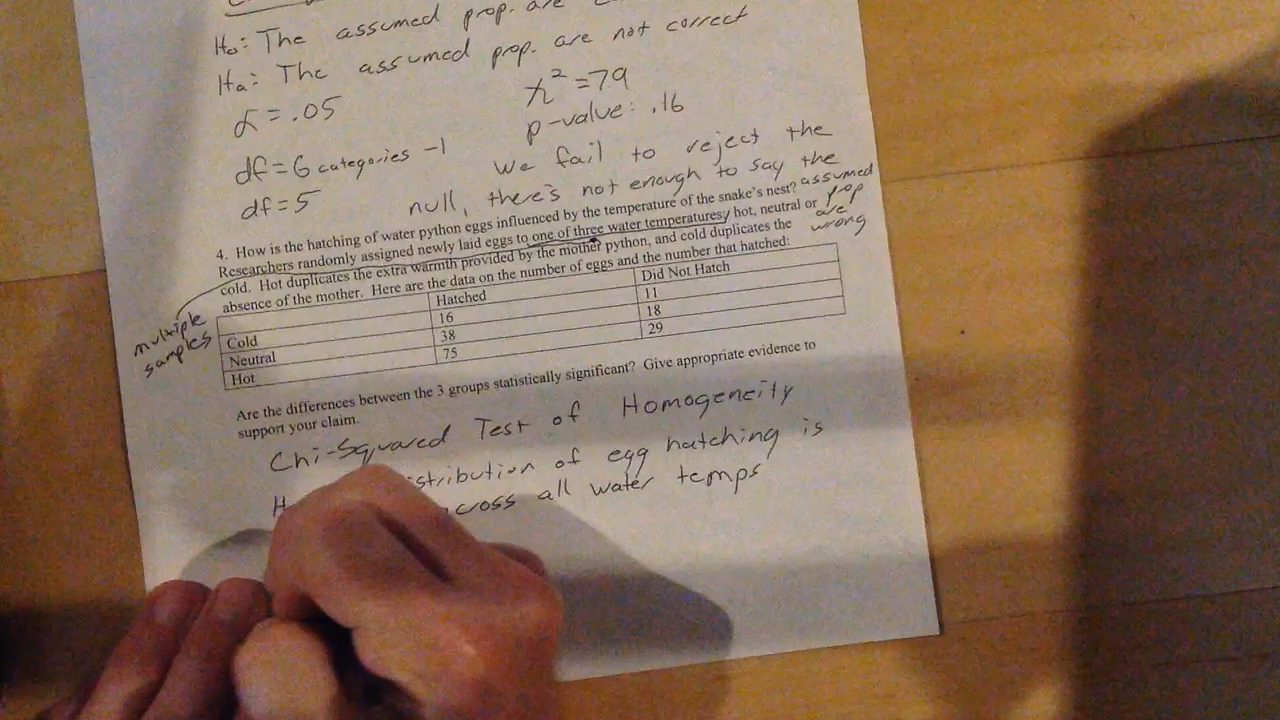 H₀: The assumed prop. are
Hₐ: The assumed prop. are not correct
α = .05
χ² = 79
p-value: .16
df = 6 categories -1
df = 5
We fail to reject the
null, there's not enough to say the
assumed
prop
are
wrong
4. How is the hatching of water python eggs influenced by the temperature of the snake's nest?
Researchers randomly assigned newly laid eggs to one of three water temperatures; hot, neutral or
cold. Hot duplicates the extra warmth provided by the mother python, and cold duplicates the
absence of the mother. Here are the data on the number of eggs and the number that hatched:
multiple
samples
Hatched Did Not Hatch
Cold 16 11
Neutral 38 18
Hot 75 29
Are the differences between the 3 groups statistically significant? Give appropriate evidence to
support your claim.
Chi-Squared Test of Homogeneity
H of egg hatching is
all water temps